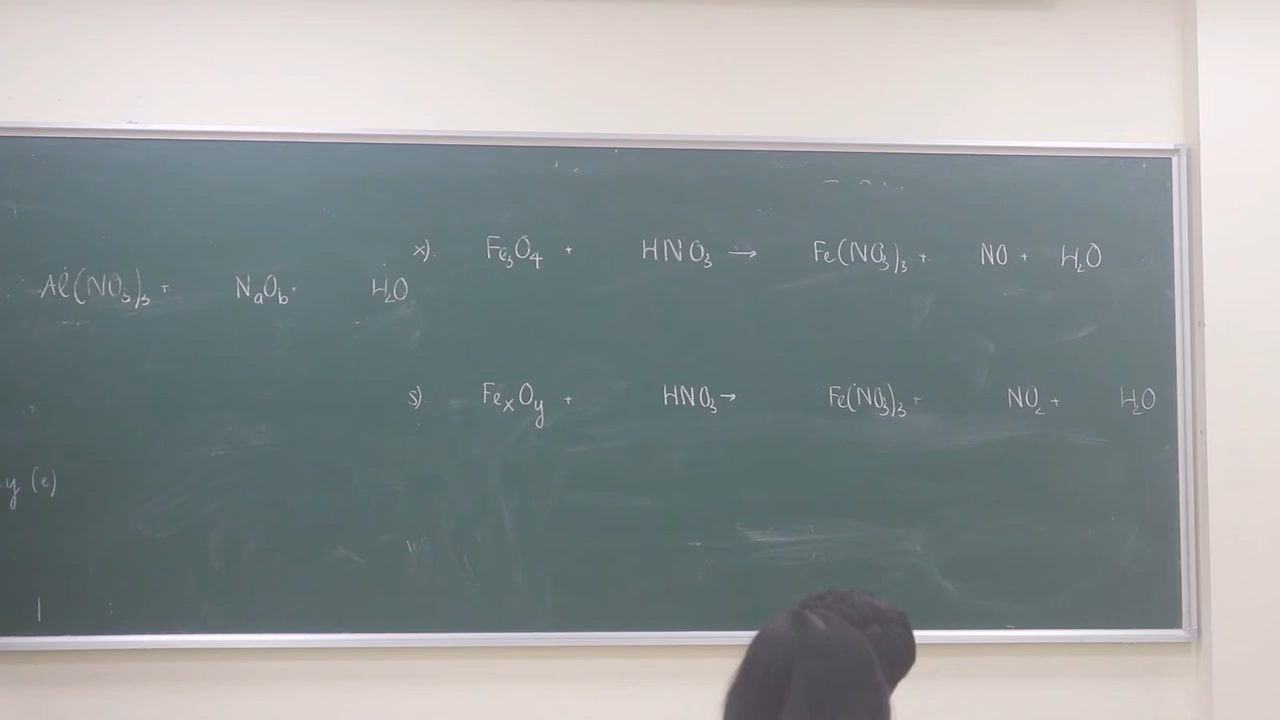 x). Fe₃O₄ + HNO₃ → Fe(NO₃)₃ + NO + H₂O
Al(NO₃)₃ + NaOb. H₂O
s). FeₓOy + HNO₃ → Fe(NO₃)₃ + NO₂ + H₂O
y (e)